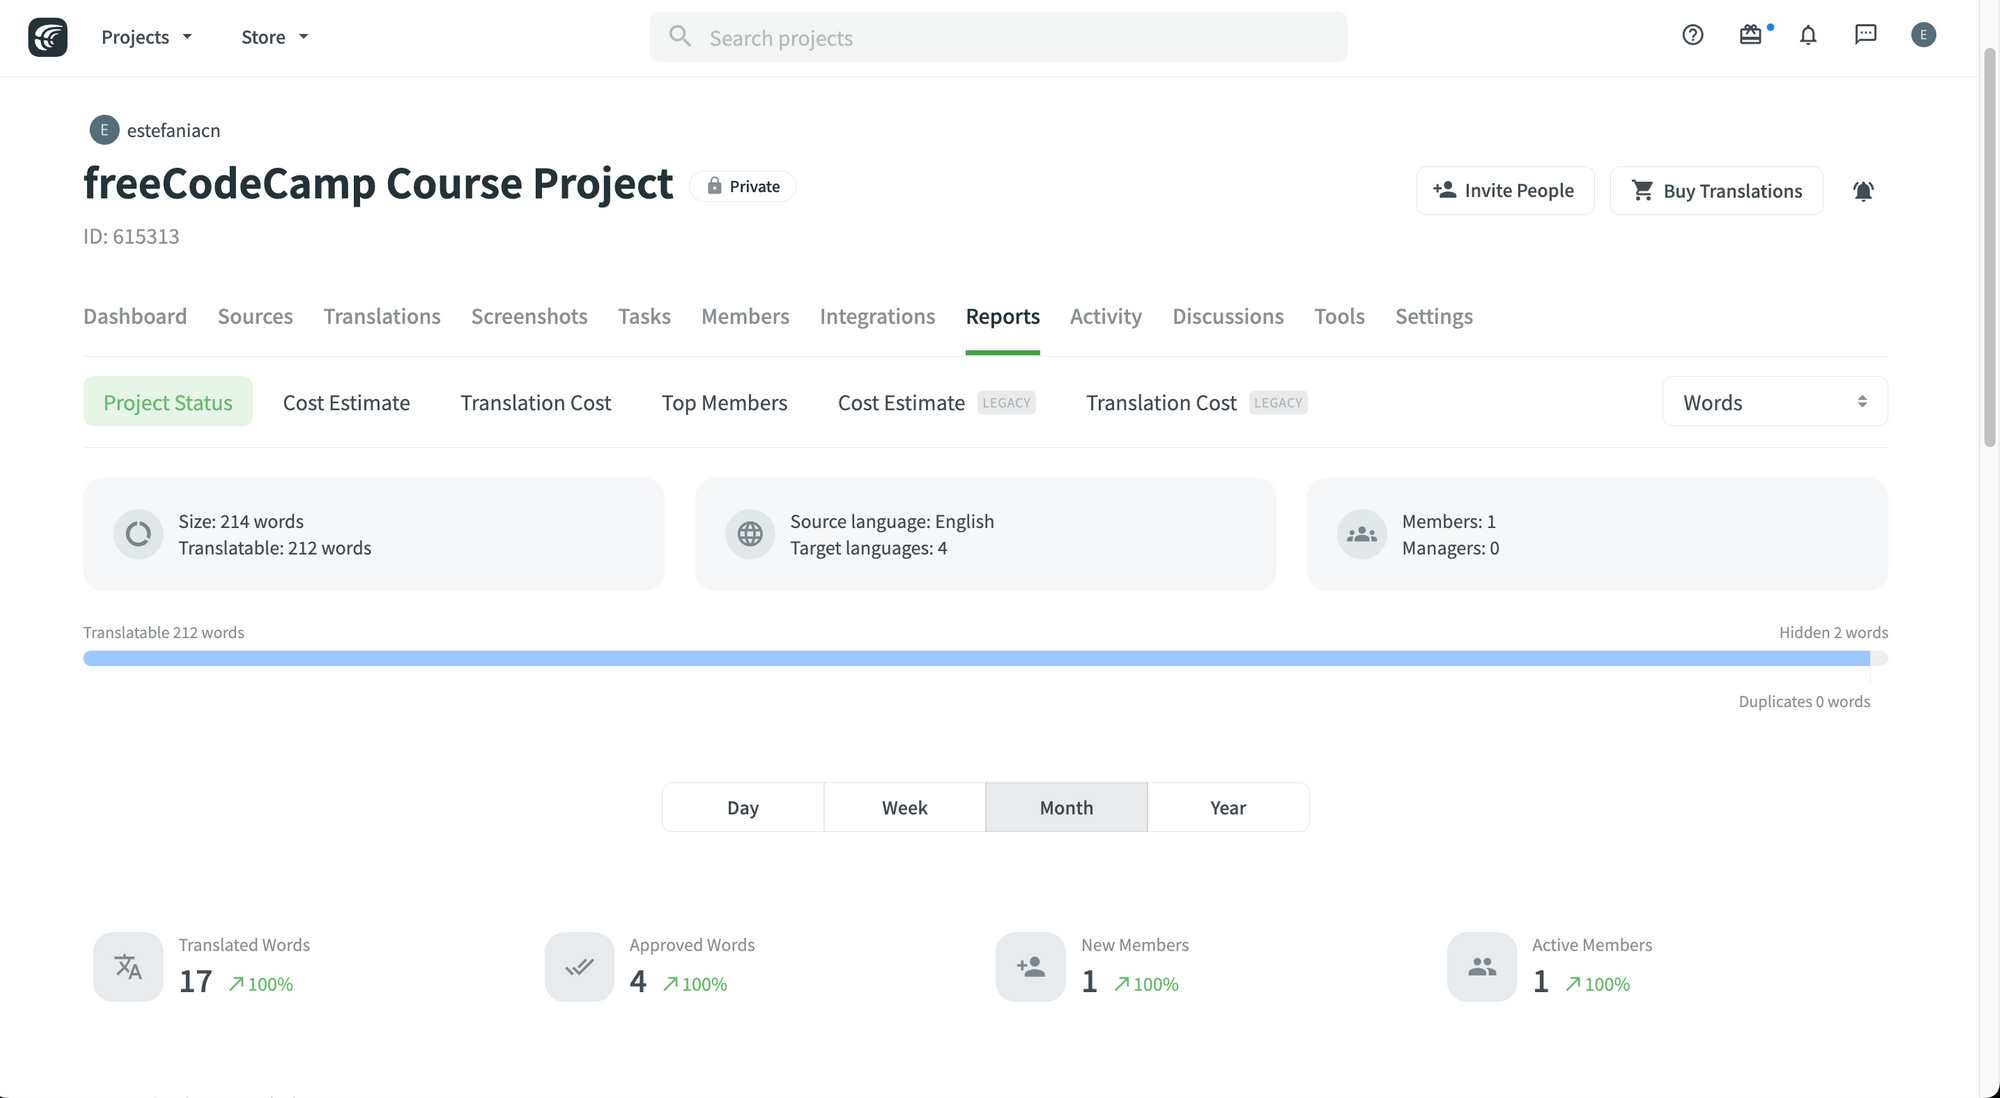 Projects
Store
Search projects
E
E estefaniacn
freeCodeCamp Course Project
Private
Invite People
Buy Translations
ID: 615313
Dashboard Sources Translations Screenshots Tasks Members Integrations Reports Activity Discussions Tools Settings
Project Status Cost Estimate Translation Cost Top Members Cost Estimate LEGACY Translation Cost LEGACY Words
Size: 214 words
Translatable: 212 words
Source language: English
Target languages: 4
Members: 1
Managers: 0
Translatable 212 words
Hidden 2 words
Duplicates 0 words
Day Week Month Year
Translated Words
17 100%
Approved Words
4 100%
New Members
1 100%
Active Members
1 100%